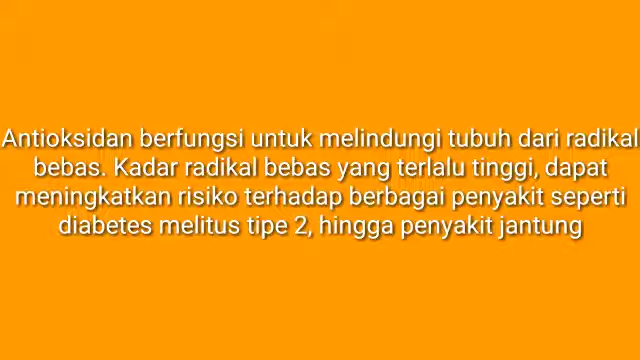 Antioksidan berfungsi untuk melindungi tubuh dari radikal
bebas. Kadar radikal bebas yang terlalu tinggi, dapat
meningkatkan risiko terhadap berbagai penyakit seperti
diabetes melitus tipe 2, hingga penyakit jantung